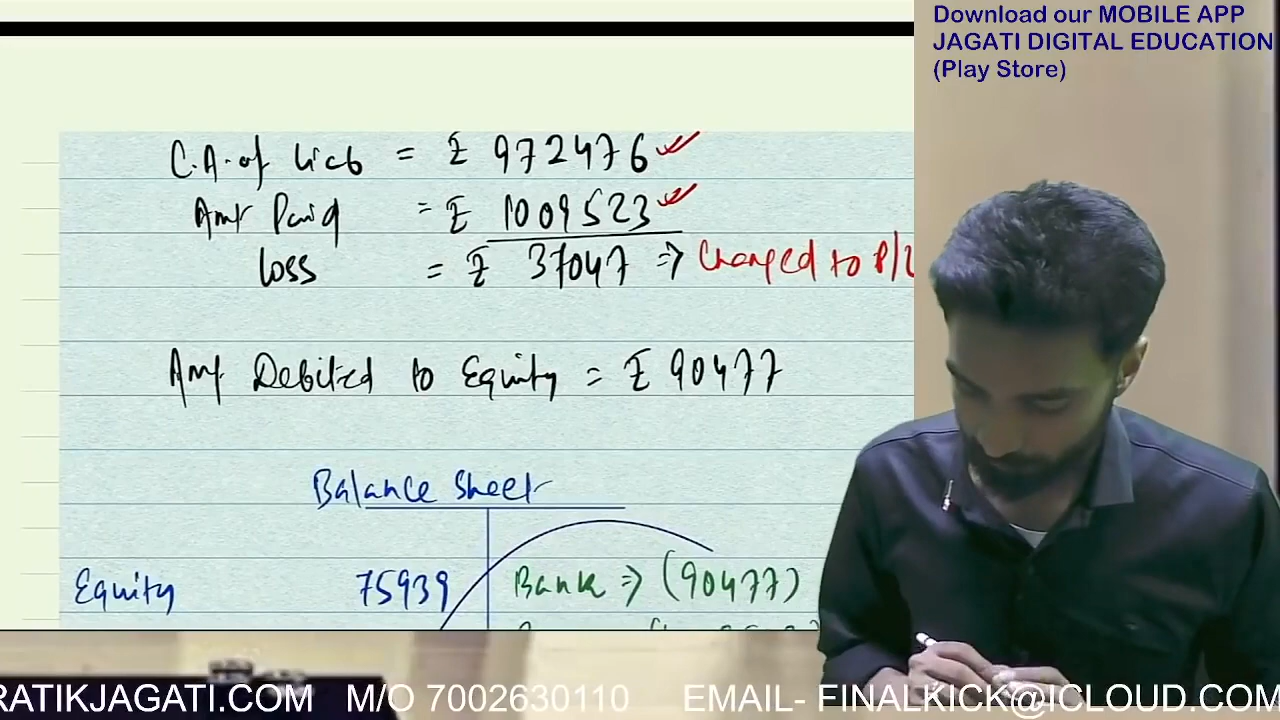 Download our MOBILE APP
JAGATI DIGITAL EDUCATION
(Play Store)
C.A. of Liab = ₹ 972476
Amt Paid = ₹ 1009523
Loss = ₹ 37047 ⇒ Charged to P/L
Amt Debited to Equity = ₹ 90477
Balance Sheet
Equity 75939 Bank ⇒ (90477)
RATIKJAGATI.COM M/O 7002630110 EMAIL- FINALKICK@ICLOUD.COM